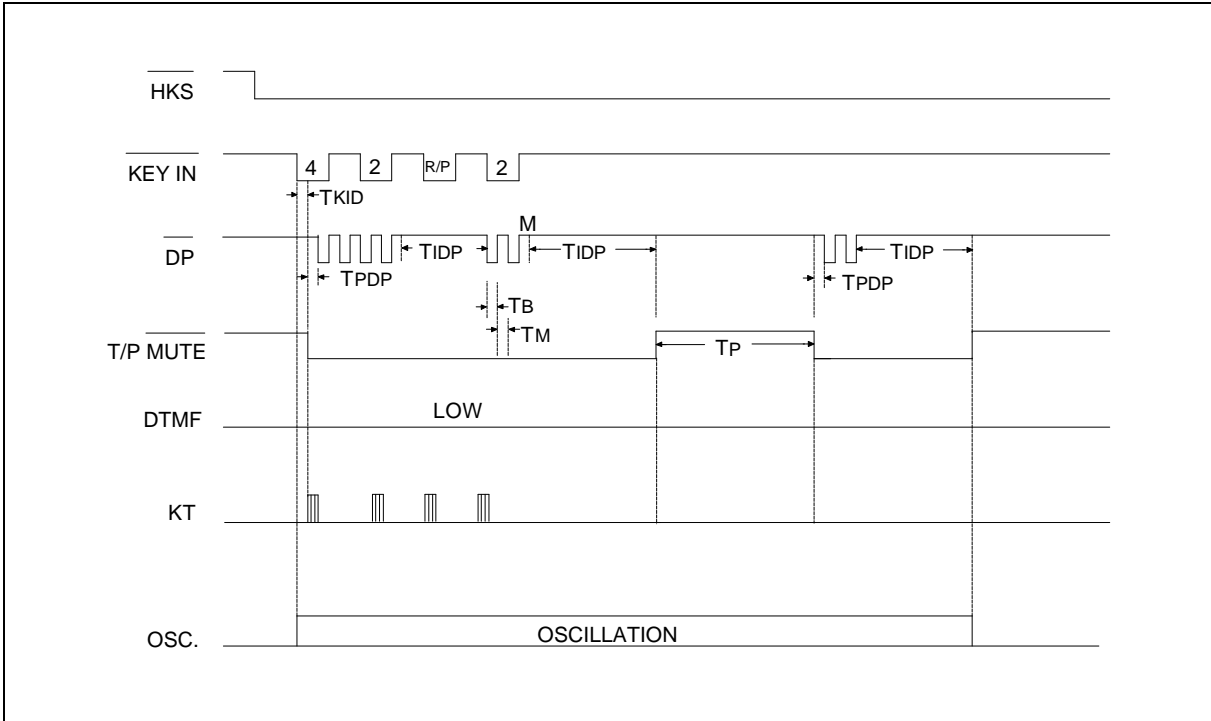 HKS
KEY IN
4 2 R/P 2
TKID
M
DP
TIDP TIDP TIDP
TPDP TPDP
TB
TM
T/P MUTE
TP
DTMF
LOW
KT
OSC.
OSCILLATION